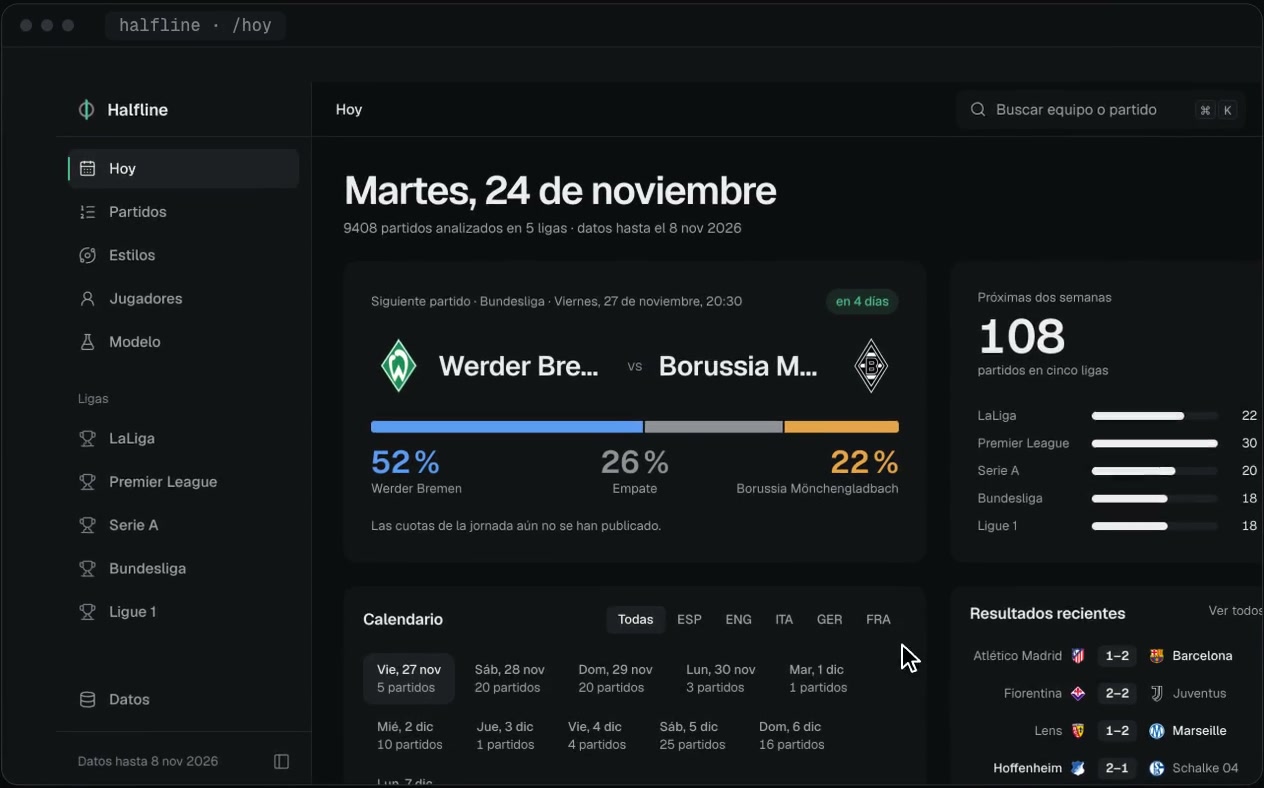 halfline · /hoy
Halfline
Hoy
Buscar equipo o partido
⌘ K
Hoy
Partidos
Estilos
Jugadores
Modelo
Ligas
LaLiga
Premier League
Serie A
Bundesliga
Ligue 1
Datos
Datos hasta 8 nov 2026
Martes, 24 de noviembre
9408 partidos analizados en 5 ligas · datos hasta el 8 nov 2026
Siguiente partido · Bundesliga · Viernes, 27 de noviembre, 20:30
en 4 días
Werder Bre... vs Borussia M...
52 % 26 % 22 %
Werder Bremen Empate Borussia Mönchengladbach
Las cuotas de la jornada aún no se han publicado.
Próximas dos semanas
108
partidos en cinco ligas
LaLiga 22
Premier League 30
Serie A 20
Bundesliga 18
Ligue 1 18
Calendario
Todas ESP ENG ITA GER FRA
Vie, 27 nov Sáb, 28 nov Dom, 29 nov Lun, 30 nov Mar, 1 dic
5 partidos 20 partidos 20 partidos 3 partidos 1 partidos
Mié, 2 dic Jue, 3 dic Vie, 4 dic Sáb, 5 dic Dom, 6 dic
10 partidos 1 partidos 4 partidos 25 partidos 16 partidos
Lun, 7 dic
Resultados recientes
Ver todos
Atlético Madrid 1–2 Barcelona
Fiorentina 2–2 Juventus
Lens 1–2 Marseille
Hoffenheim 2–1 Schalke 04